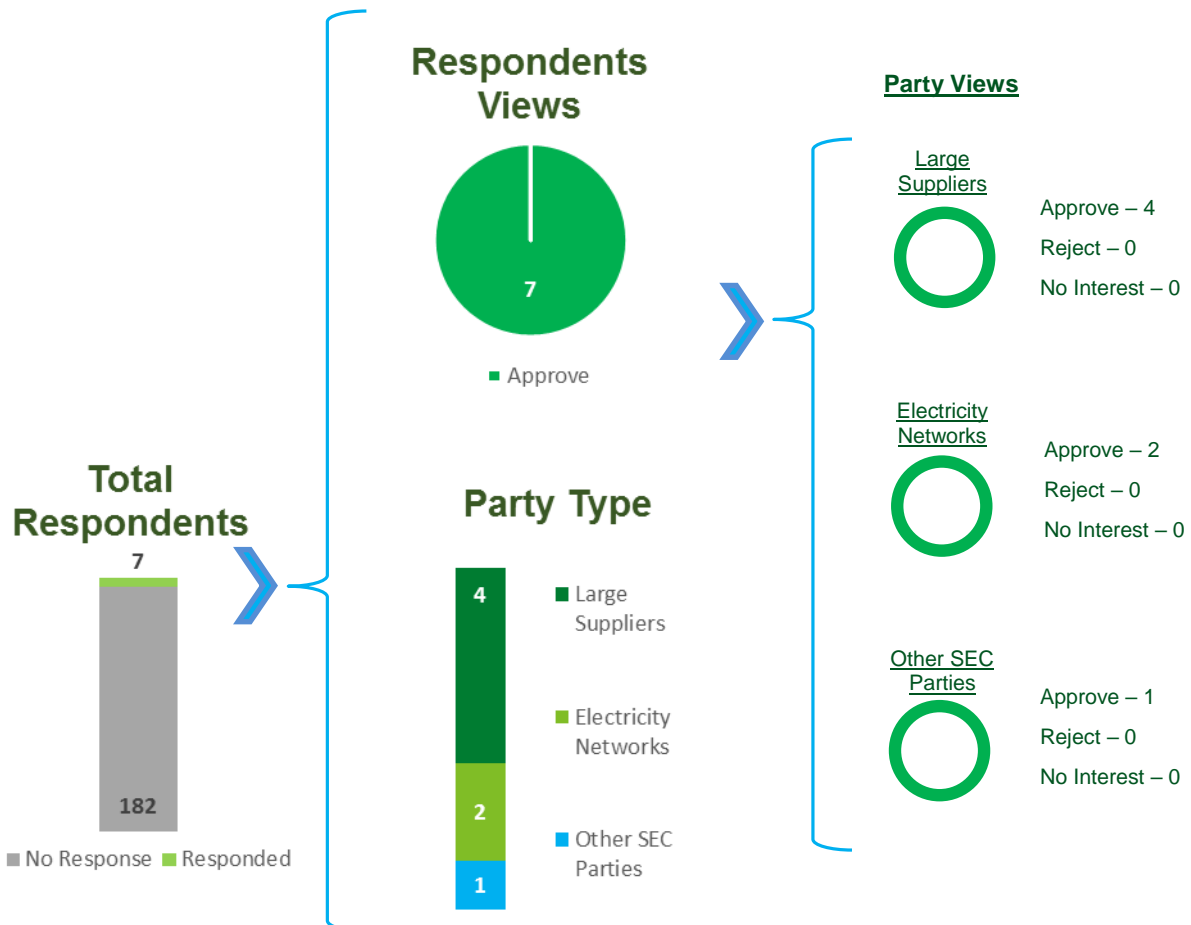 Total
Respondents
7
182
No Response
Responded
Respondents
Views
7
Approve
Party Type
4
2
1
Large
Suppliers
Electricity
Networks
Other SEC
Parties
Party Views
Large
Suppliers
Approve – 4
Reject – 0
No Interest – 0
Electricity
Networks
Approve – 2
Reject – 0
No Interest – 0
Other SEC
Parties
Approve – 1
Reject – 0
No Interest – 0